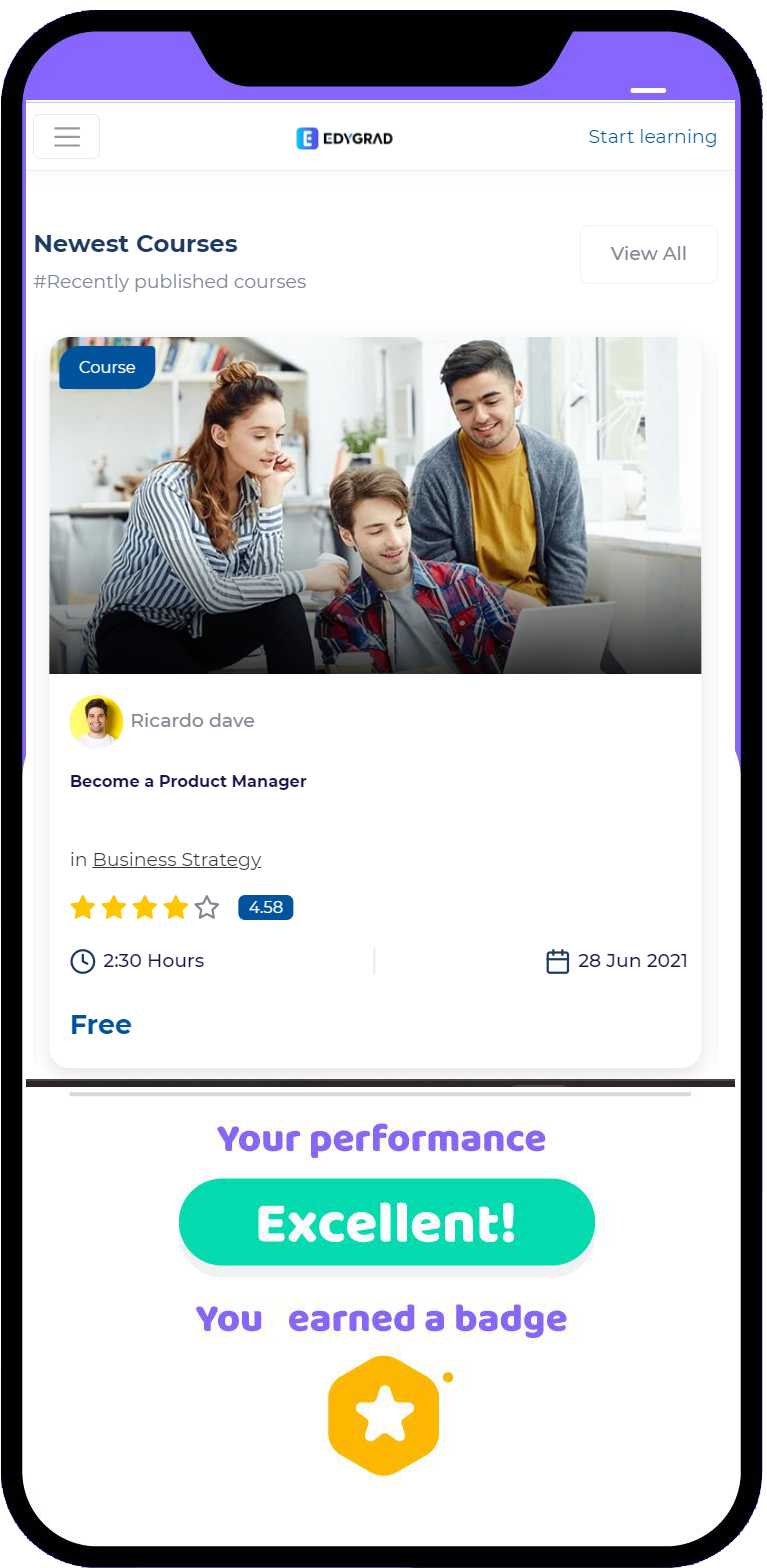 EDYGRAD
Start learning
Newest Courses
View All
#Recently published courses
Course
Ricardo dave
Become a Product Manager
in Business Strategy
4.58
2:30 Hours
28 Jun 2021
Free
Your performance
Excellent!
You earned a badge